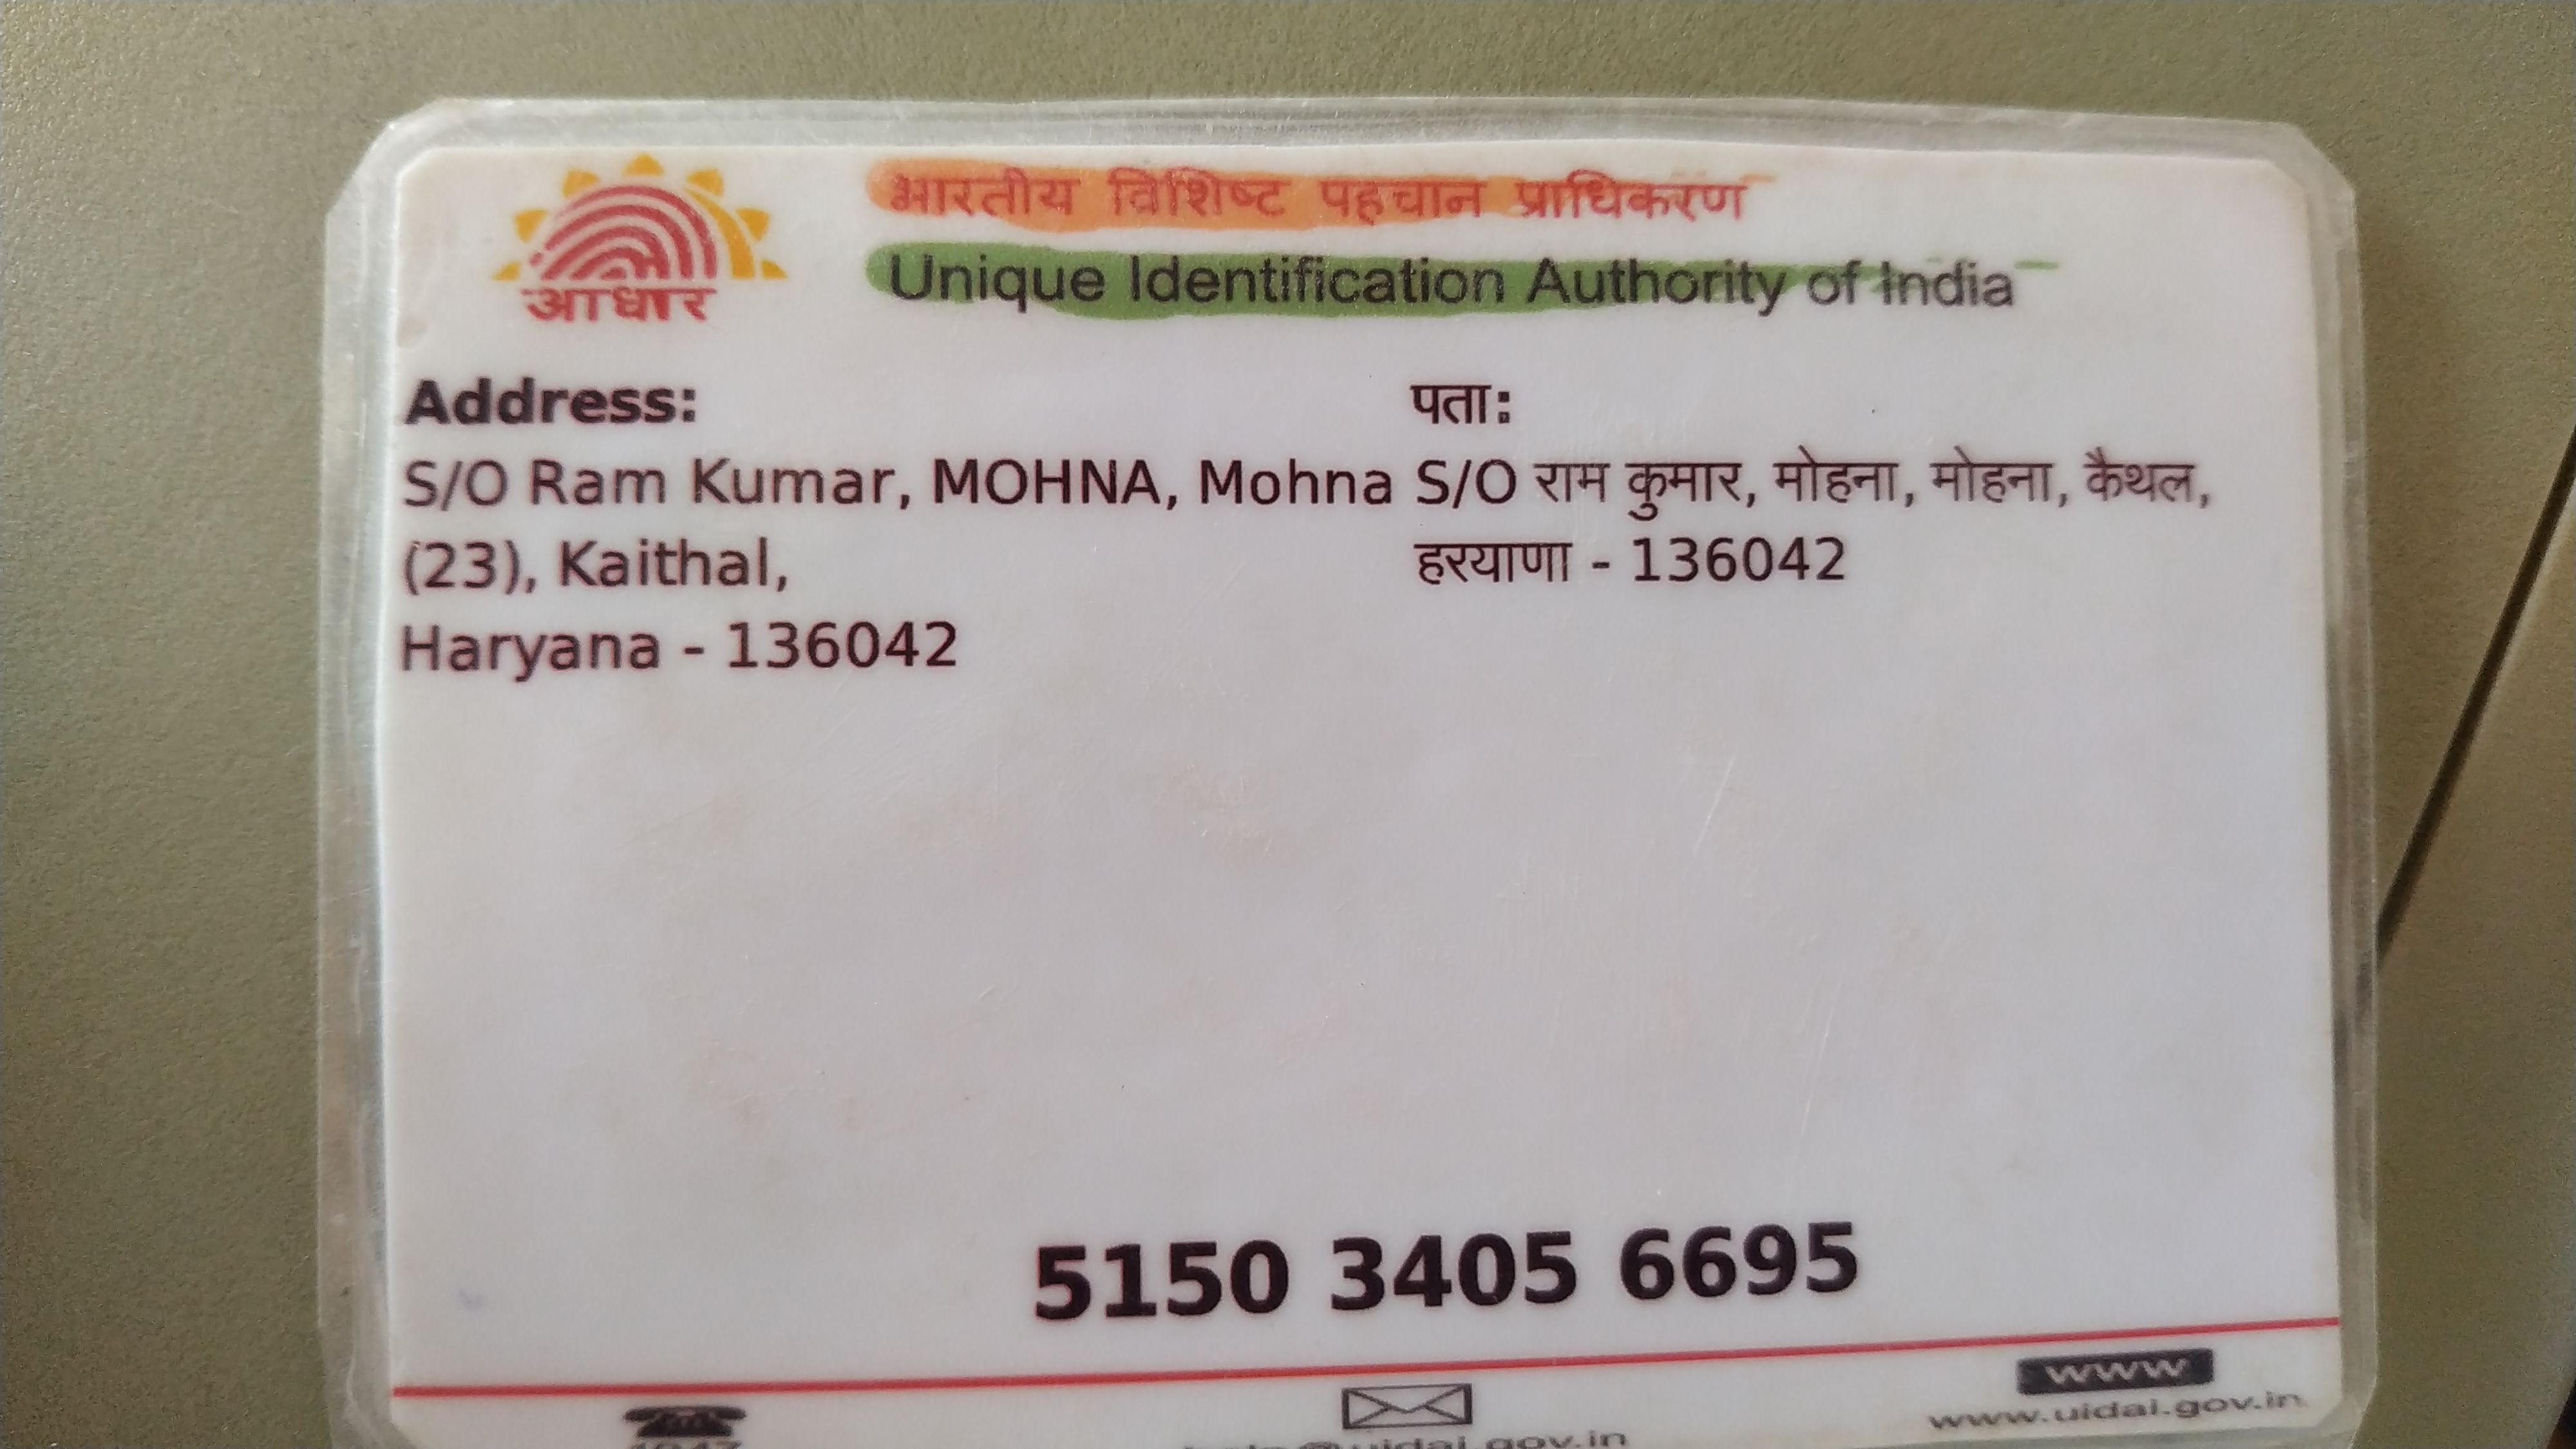 आधार
भारतीय विशिष्ट पहचान प्राधिकरण
Unique Identification Authority of India
Address:
S/O Ram Kumar, MOHNA, Mohna
(23), Kaithal,
Haryana - 136042
पता:
S/O राम कुमार, मोहना, मोहना, कैथल,
हरयाणा - 136042
5150 3405 6695
www
www.uidai.gov.in